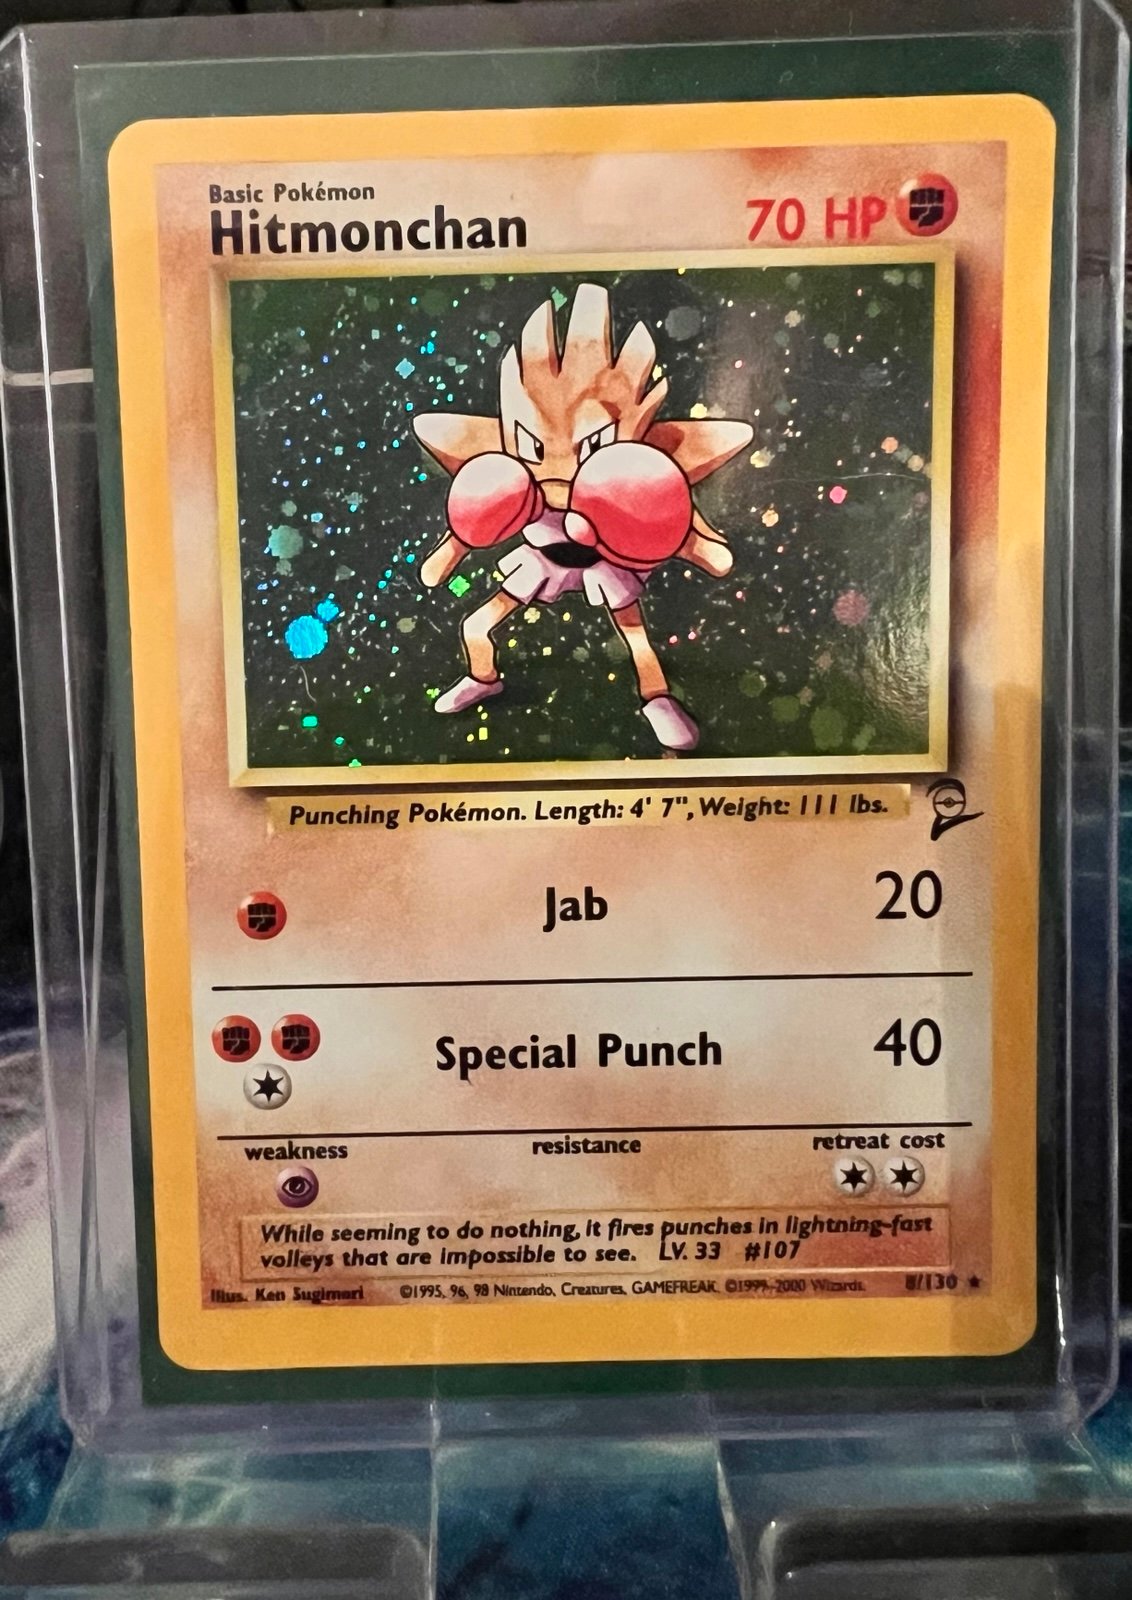 Basic Pokémon
Hitmonchan
70 HP
Punching Pokémon. Length: 4' 7", Weight: 111 lbs.
Jab 20
Special Punch 40
weakness resistance retreat cost
While seeming to do nothing, it fires punches in lightning-fast
volleys that are impossible to see. LV. 33 #107
Illus. Ken Sugimori ©1995, 96, 98 Nintendo, Creatures, GAMEFREAK. ©1999-2000 Wizards. 8/130 ★